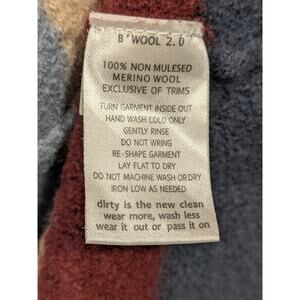 B'WOOL 2.0
100% NON MULESED
MERINO WOOL
EXCLUSIVE OF TRIMS
TURN GARMENT INSIDE OUT
HAND WASH COLD ONLY
GENTLY RINSE
DO NOT WRING
RE-SHAPE GARMENT
LAY FLAT TO DRY
DO NOT MACHINE WASH OR DRY
IRON LOW AS NEEDED
dirty is the new clean
wear more, wash less
wear it out or pass it on